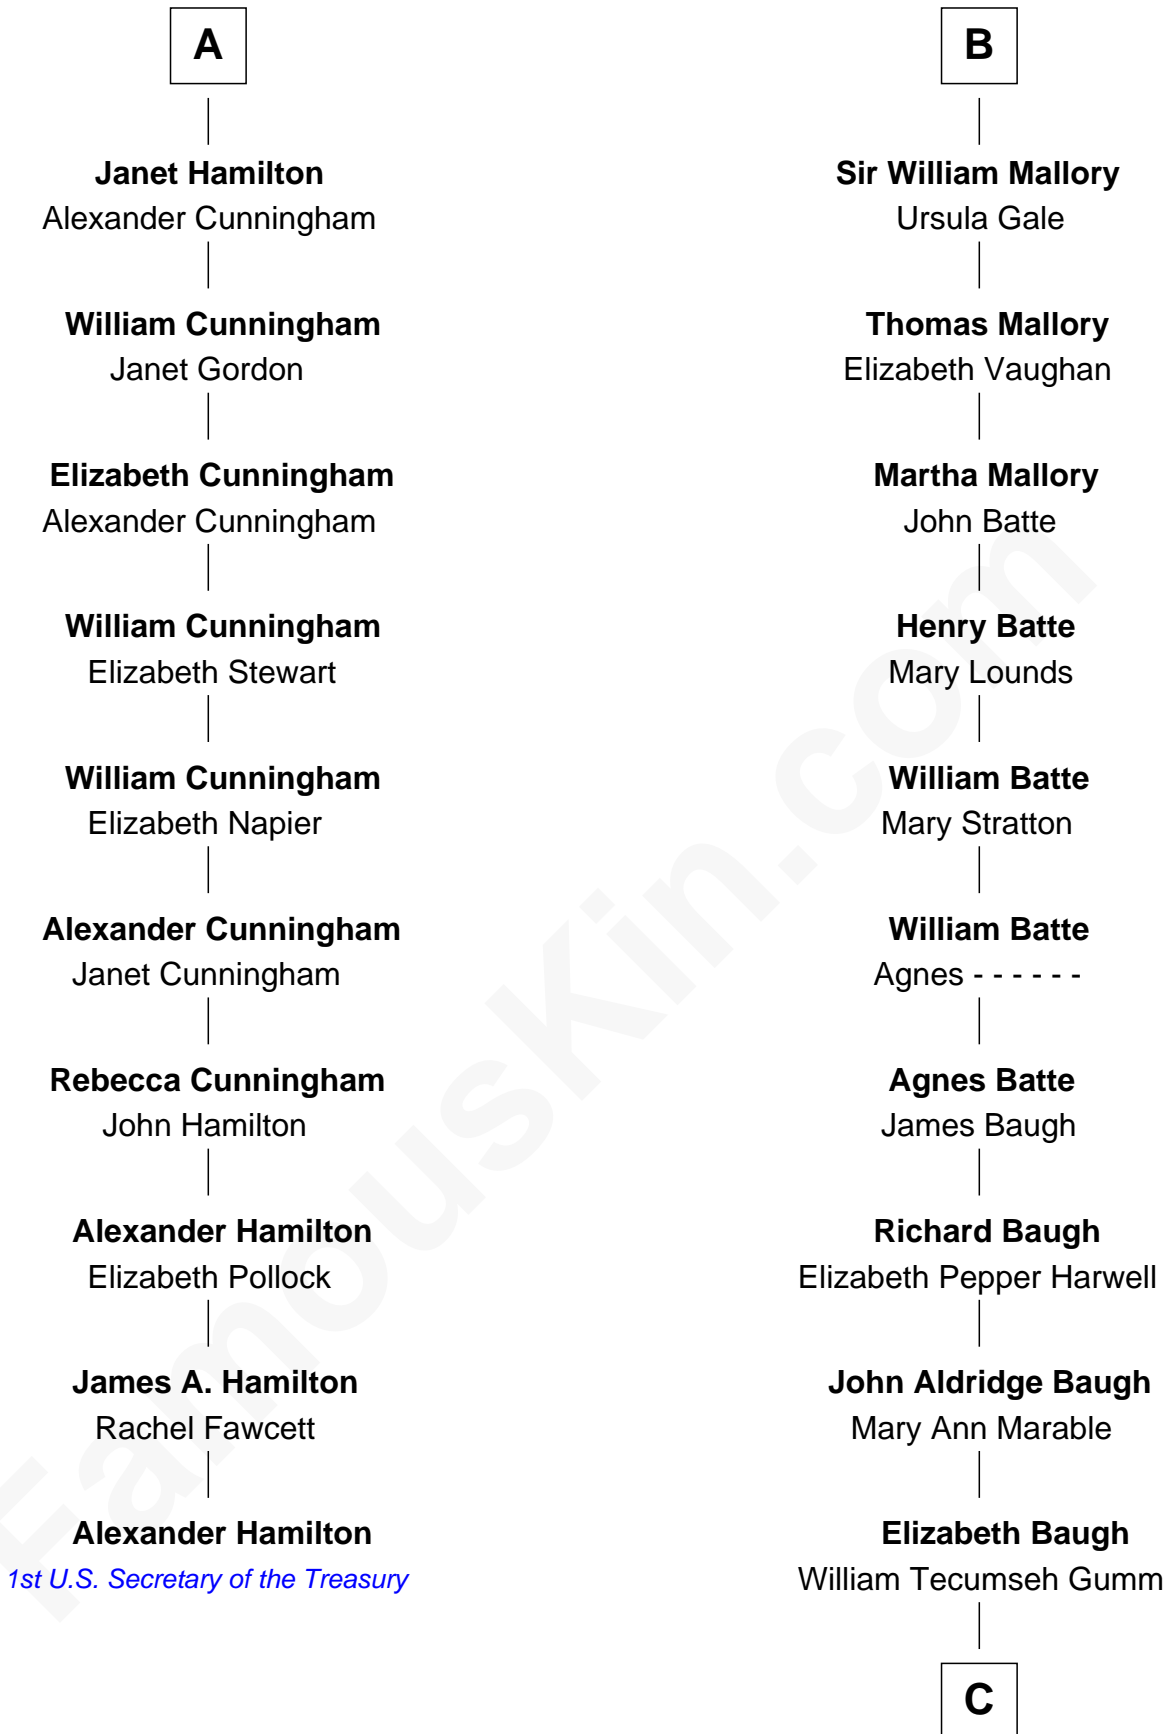 A
Janet Hamilton
Alexander Cunningham
William Cunningham
Janet Gordon
Elizabeth Cunningham
Alexander Cunningham
William Cunningham
Elizabeth Stewart
William Cunningham
Elizabeth Napier
Alexander Cunningham
Janet Cunningham
Rebecca Cunningham
John Hamilton
Alexander Hamilton
Elizabeth Pollock
James A. Hamilton
Rachel Fawcett
Alexander Hamilton
1st U.S. Secretary of the Treasury
B
Sir William Mallory
Ursula Gale
Thomas Mallory
Elizabeth Vaughan
Martha Mallory
John Batte
Henry Batte
Mary Lounds
William Batte
Mary Stratton
William Batte
Agnes - - - - - -
Agnes Batte
James Baugh
Richard Baugh
Elizabeth Pepper Harwell
John Aldridge Baugh
Mary Ann Marable
Elizabeth Baugh
William Tecumseh Gumm
C
FamousKin.com